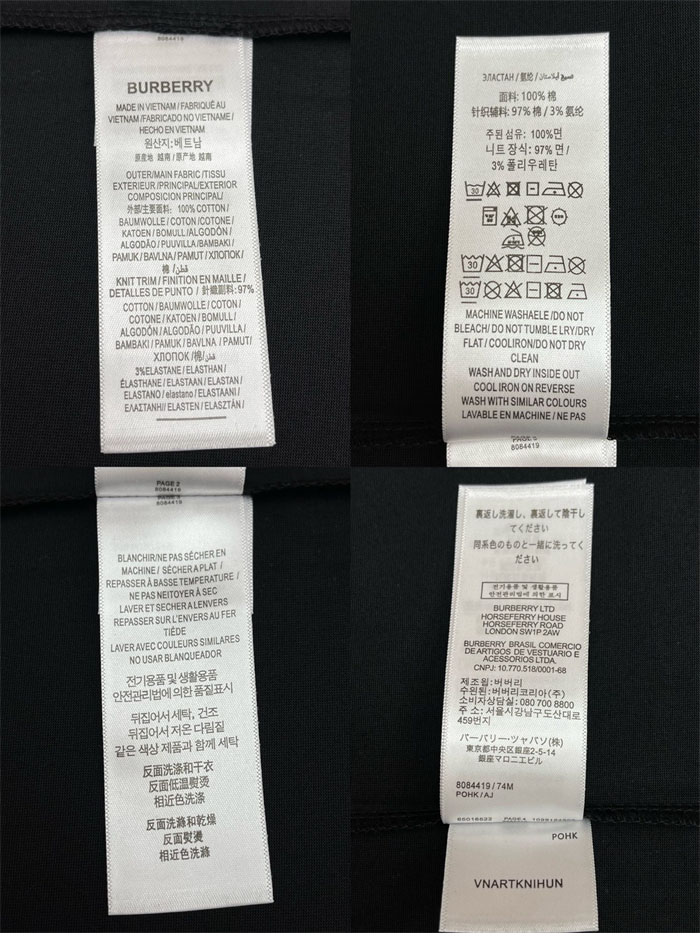 8084419
BURBERRY
MADE IN VIETNAM / FABRIQUÉ AU
VIETNAM / FABRICADO NO VIETNAME /
HECHO EN VIETNAM
원산지: 베트남
原産地 越南 / 原产地 越南
OUTER/MAIN FABRIC /TISSU
EXTERIEUR /PRINCIPAL/EXTERIOR
COMPOSICION PRINCIPAL/
外部/主要面料: 100% COTTON /
BAUMWOLLE / COTON /COTONE /
KATOEN / BOMULL / ALGODÓN /
ALGODÃO / PUUVILLA /BAMBAKI /
PAMUK / BAVLNA / PAMUT / ХЛОПОК /
棉 / قطن/
KNIT TRIM / FINITION EN MAILLE /
DETALLES DE PUNTO / 針織副料: 97%
COTTON / BAUMWOLLE / COTON /
COTONE / KATOEN / BOMULL /
ALGODÓN / ALGODÃO / PUUVILLA /
BAMBAKI / PAMUK / BAVLNA / PAMUT/
ХЛОПОК /棉/ قطن/
3%ELASTANE / ELASTHAN /
ÉLASTHANE / ELASTAAN / ELASTAN /
ELASTANO / elastano / ELASTAANI /
ΕΛΑΣΤΑΝΗ/ ELASTEN / ELASZTÁN /
ЭЛАСТАН / 氨纶 /
面料: 100% 棉
针织辅料: 97% 棉 / 3% 氨纶
주된 섬유: 100%면
니트 장식: 97% 면 /
3% 폴리우레탄
30
30
30
MACHINE WASHAELE /DO NOT
BLEACH/ DO NOT TUMBLE LRY/DRY
FLAT / COOLIRON/DO NOT DRY
CLEAN
WASH AND DRY INSIDE OUT
COOL IRON ON REVERSE
WASH WITH SIMILAR COLOURS
LAVABLE EN MACHINE / NE PAS
8084419
PAGE 2
8084419
8084419
BLANCHIR/NE PAS SÉCHER EN
MACHINE / SÉCHER A PLAT /
REPASSER À BASSE TEMPERATURE /
NE PAS NEITOYER À SEC
LAVER ET SECHER A LENVERS
REPASSER SUR L'ENVERS AU FER
TIÈDE
LAVER AVEC COULEURS SIMILARES
NO USAR BLANQUEADOR
전기용품 및 생활용품
안전관리법에 의한 품질표시
뒤집어서 세탁, 건조
뒤집어서 저온 다림질
같은 색상 제품과 함께 세탁
反面洗涤和干衣
反面低温熨烫
相近色洗涤
反面洗滌和乾燥
反面熨燙
相近色洗滌
裏返し洗濯し、裏返して陰干し
てください
同系色のものと一緒に洗ってく
ださい
전기용품 및 생활용품
안전관리법에 의한 표시
BURBERRY LTD
HORSEFERRY HOUSE
HORSEFERRY ROAD
LONDON SW1P 2AW
BURBERRY BRASIL COMERCIO
DE ARTIGOS DE VESTUARIO E
ACESSORIOS LTDA.
CNPJ: 10.770.518/0001-68
제조원: 버버리
수원된: 버버리코리아(주)
소비자상담실: 080 700 8800
주 소: 서울시강남구도산대로
459번지
バーバリー・ツャパソ(株)
東京都中央区銀座2-5-14
銀座マロニエビル
8084419 / 74M
POHK / AJ
PAGE 4
POHK
VNARTKNIHUN